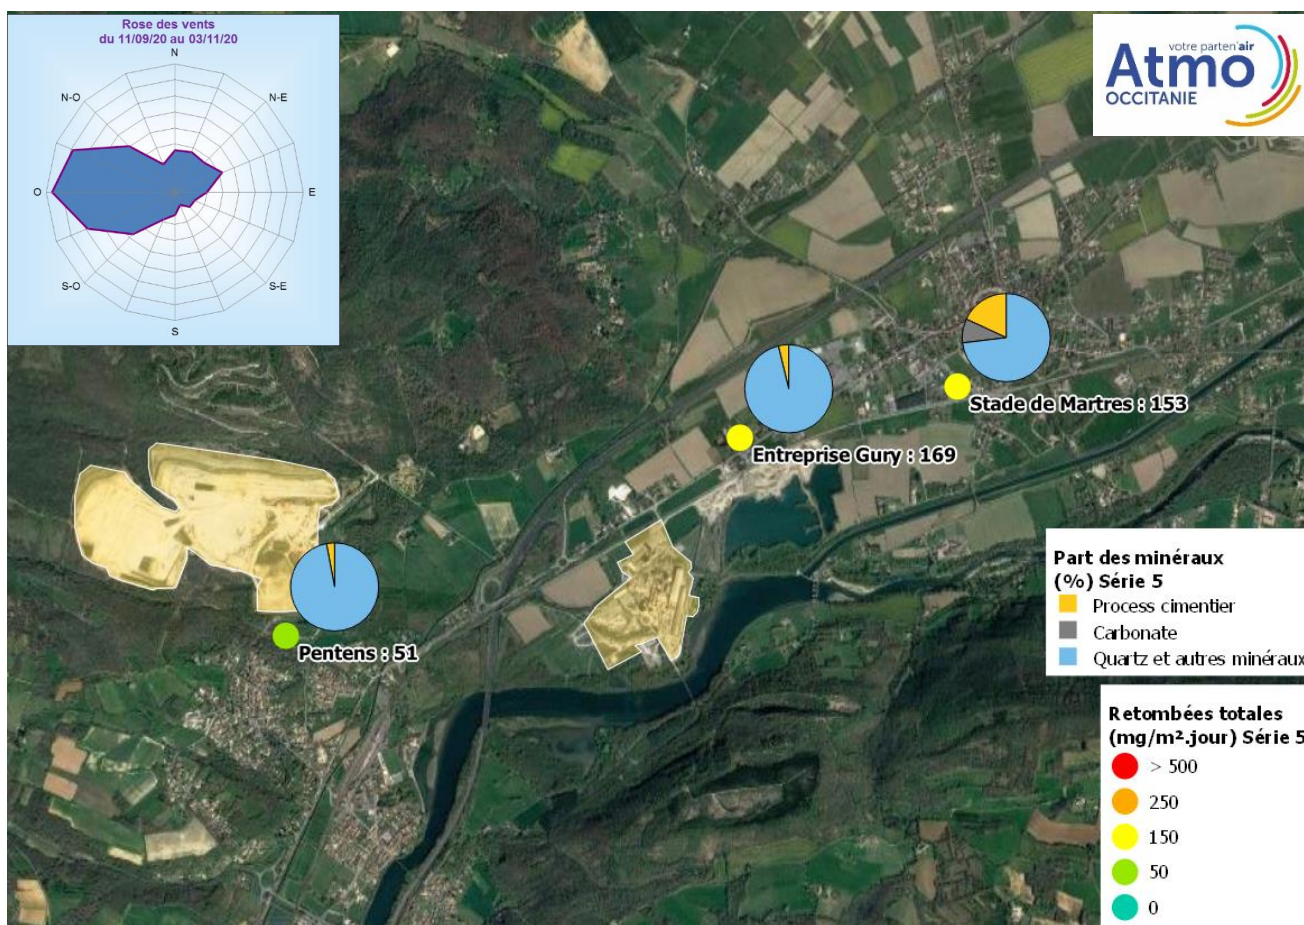 Rose des vents
du 11/09/20 au 03/11/20
N
N-O
N-E
O
E
S-O
S-E
S
votre parten'air
Atmo
OCCITANIE
Stade de Martres : 153
Entreprise Gury : 169
Pentens : 51
Part des minéraux
(%) Série 5
Process cimentier
Carbonate
Quartz et autres minéraux
Retombées totales
(mg/m².jour) Série 5
> 500
250
150
50
0